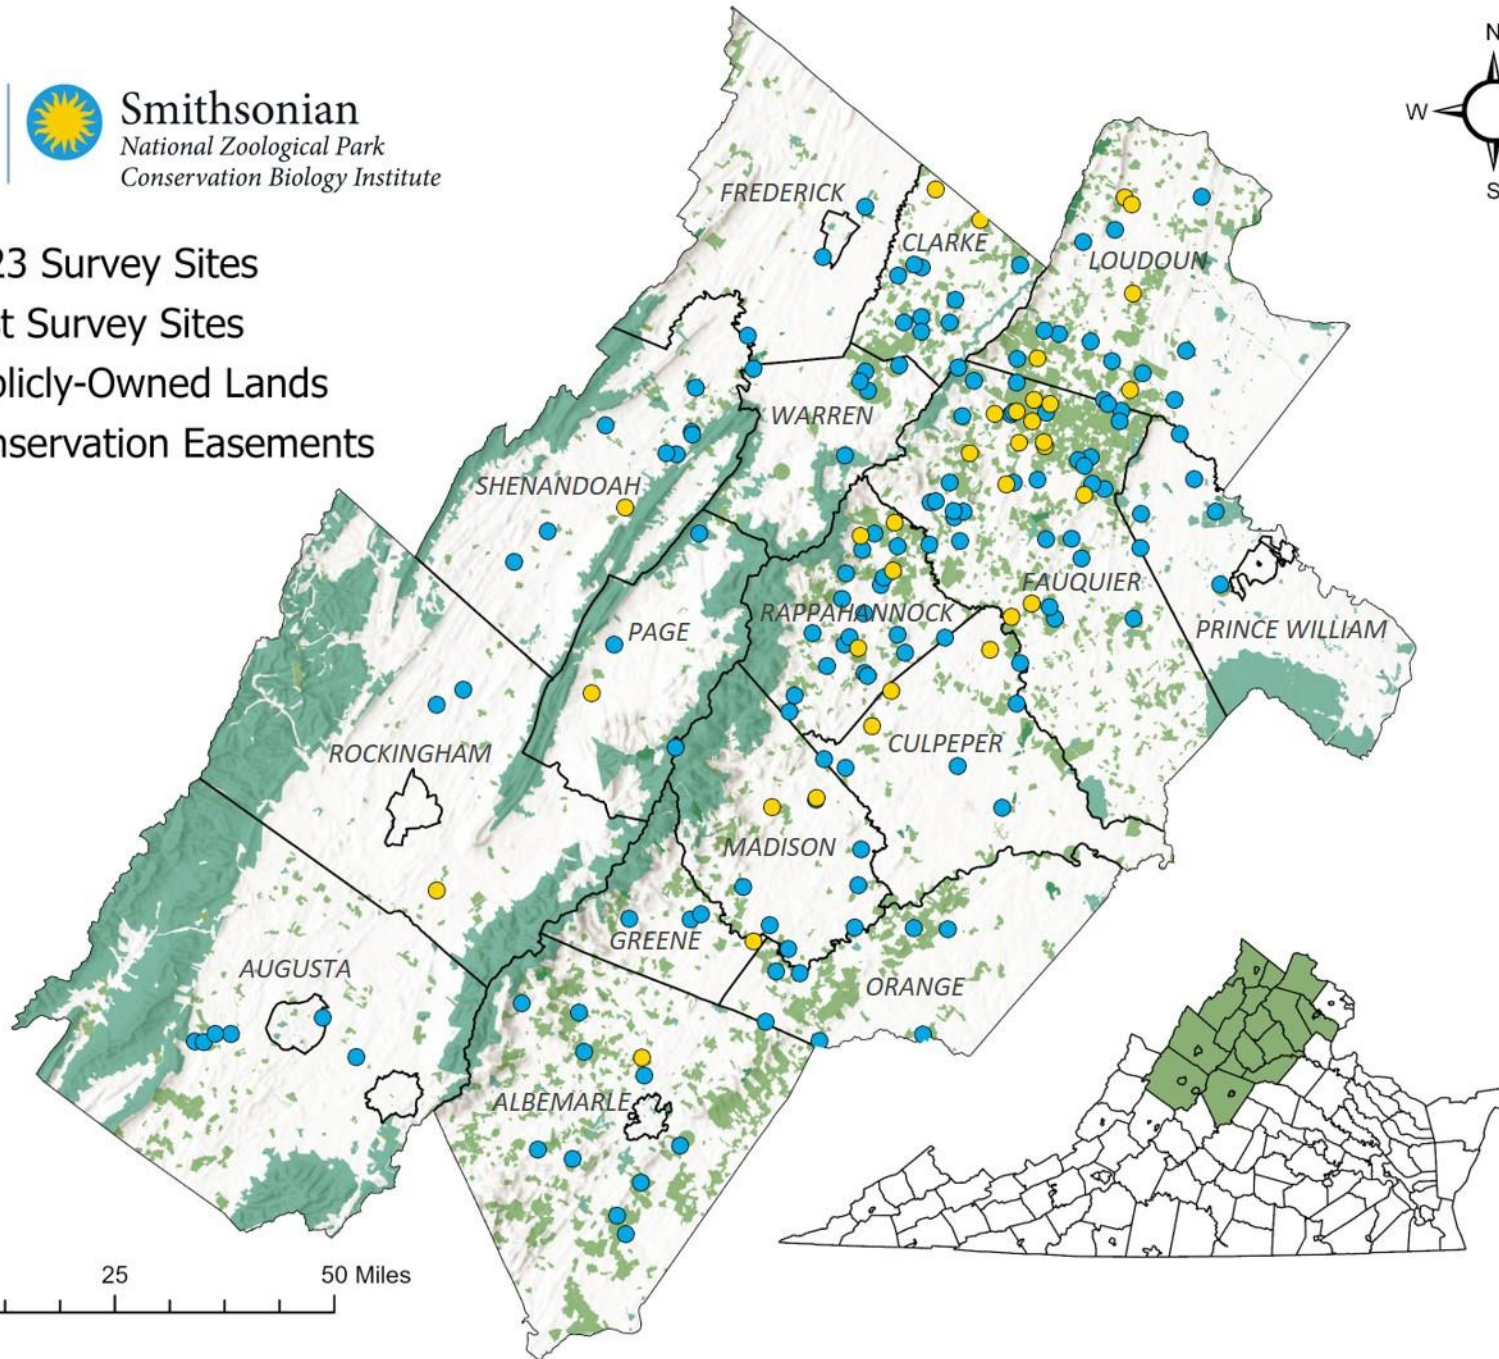 Smithsonian
National Zoological Park
Conservation Biology Institute
N
W
S
23 Survey Sites
t Survey Sites
blicly-Owned Lands
nservation Easements
FREDERICK
CLARKE
LOUDOUN
WARREN
SHENANDOAH
FAUQUIER
RAPPAHANNOCK
PAGE
PRINCE WILLIAM
ROCKINGHAM
CULPEPER
MADISON
GREENE
AUGUSTA
ORANGE
ALBEMARLE
25
50 Miles